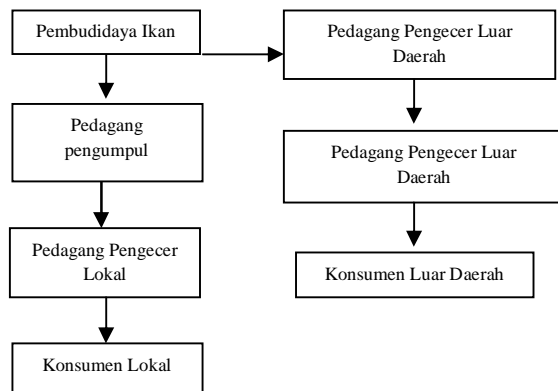 Pembudidaya Ikan
Pedagang
pengumpul
Pedagang Pengecer
Lokal
Konsumen Lokal
Pedagang Pengecer Luar
Daerah
Pedagang Pengecer Luar
Daerah
Konsumen Luar Daerah